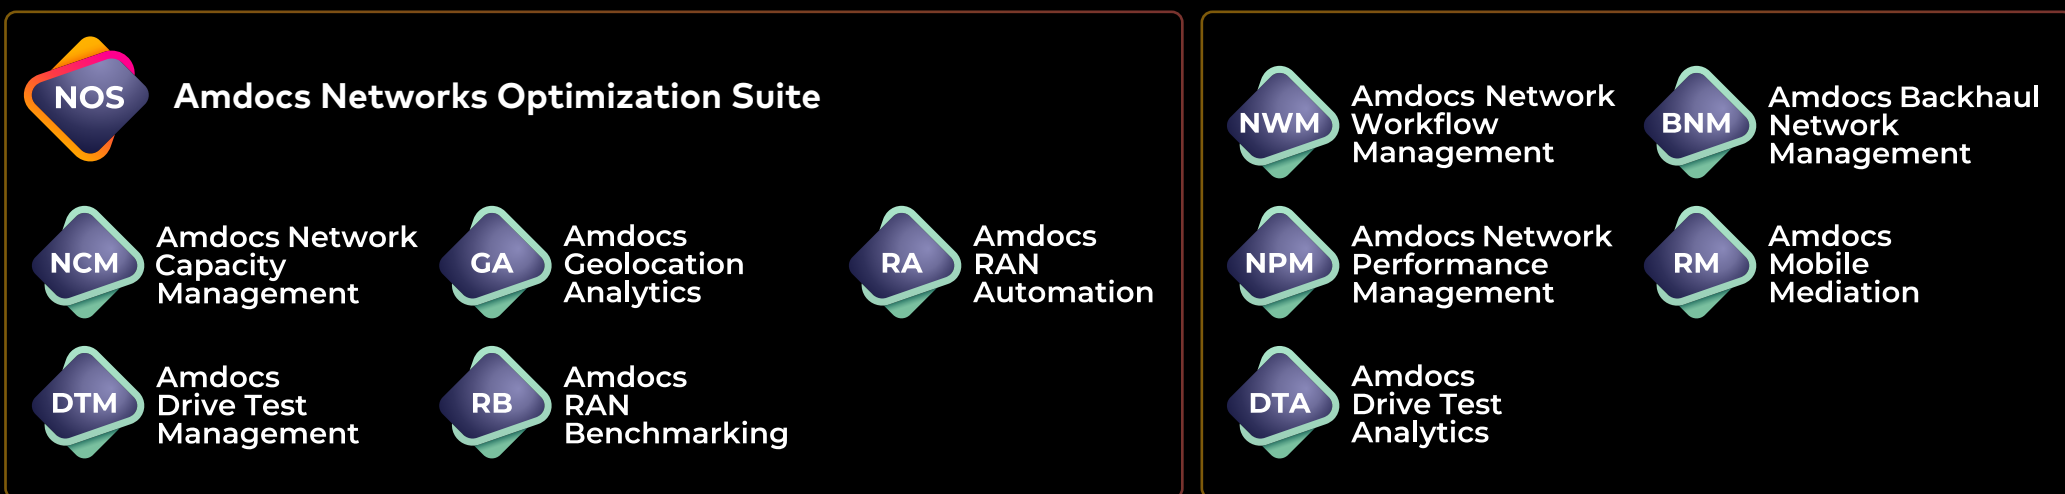 NOS
Amdocs Networks Optimization Suite
NCM
Amdocs Network
Capacity
Management
GA
Amdocs
Geolocation
Analytics
RA
Amdocs
RAN
Automation
DTM
Amdocs
Drive Test
Management
RB
Amdocs
RAN
Benchmarking
NWM
Amdocs Network
Workflow
Management
BNM
Amdocs Backhaul
Network
Management
NPM
Amdocs Network
Performance
Management
RM
Amdocs
Mobile
Mediation
DTA
Amdocs
Drive Test
Analytics